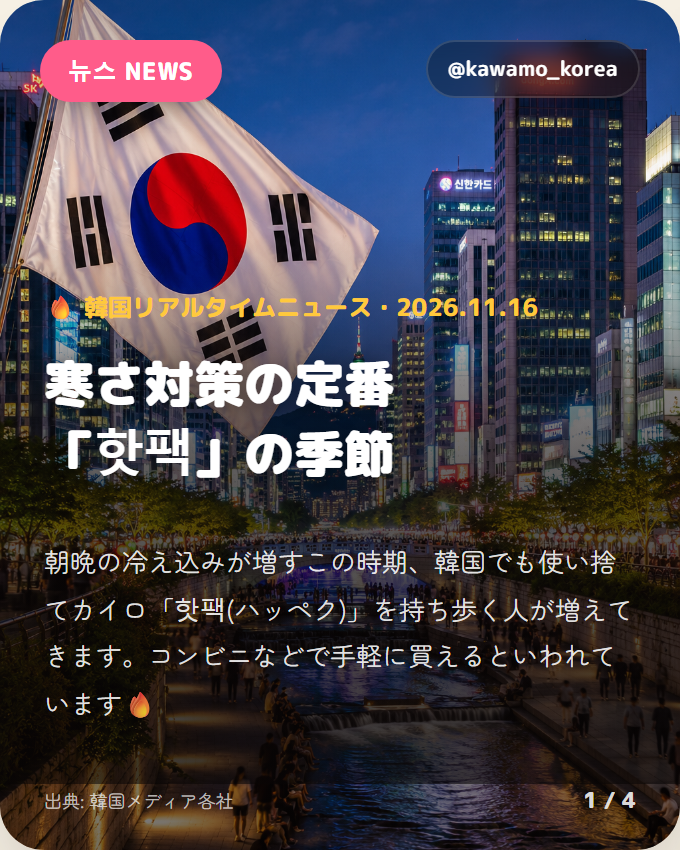 뉴스 NEWS
@kawamo_korea
SK
신한카드
🔥 韓国リアルタイムニュース・2026.11.16
寒さ対策の定番
「핫팩」の季節
朝晩の冷え込みが増すこの時期、韓国でも使い捨
てカイロ「핫팩(ハッペク)」を持ち歩く人が増えて
きます。コンビニなどで手軽に買えるといわれて
います🔥
出典: 韓国メディア各社
1 / 4